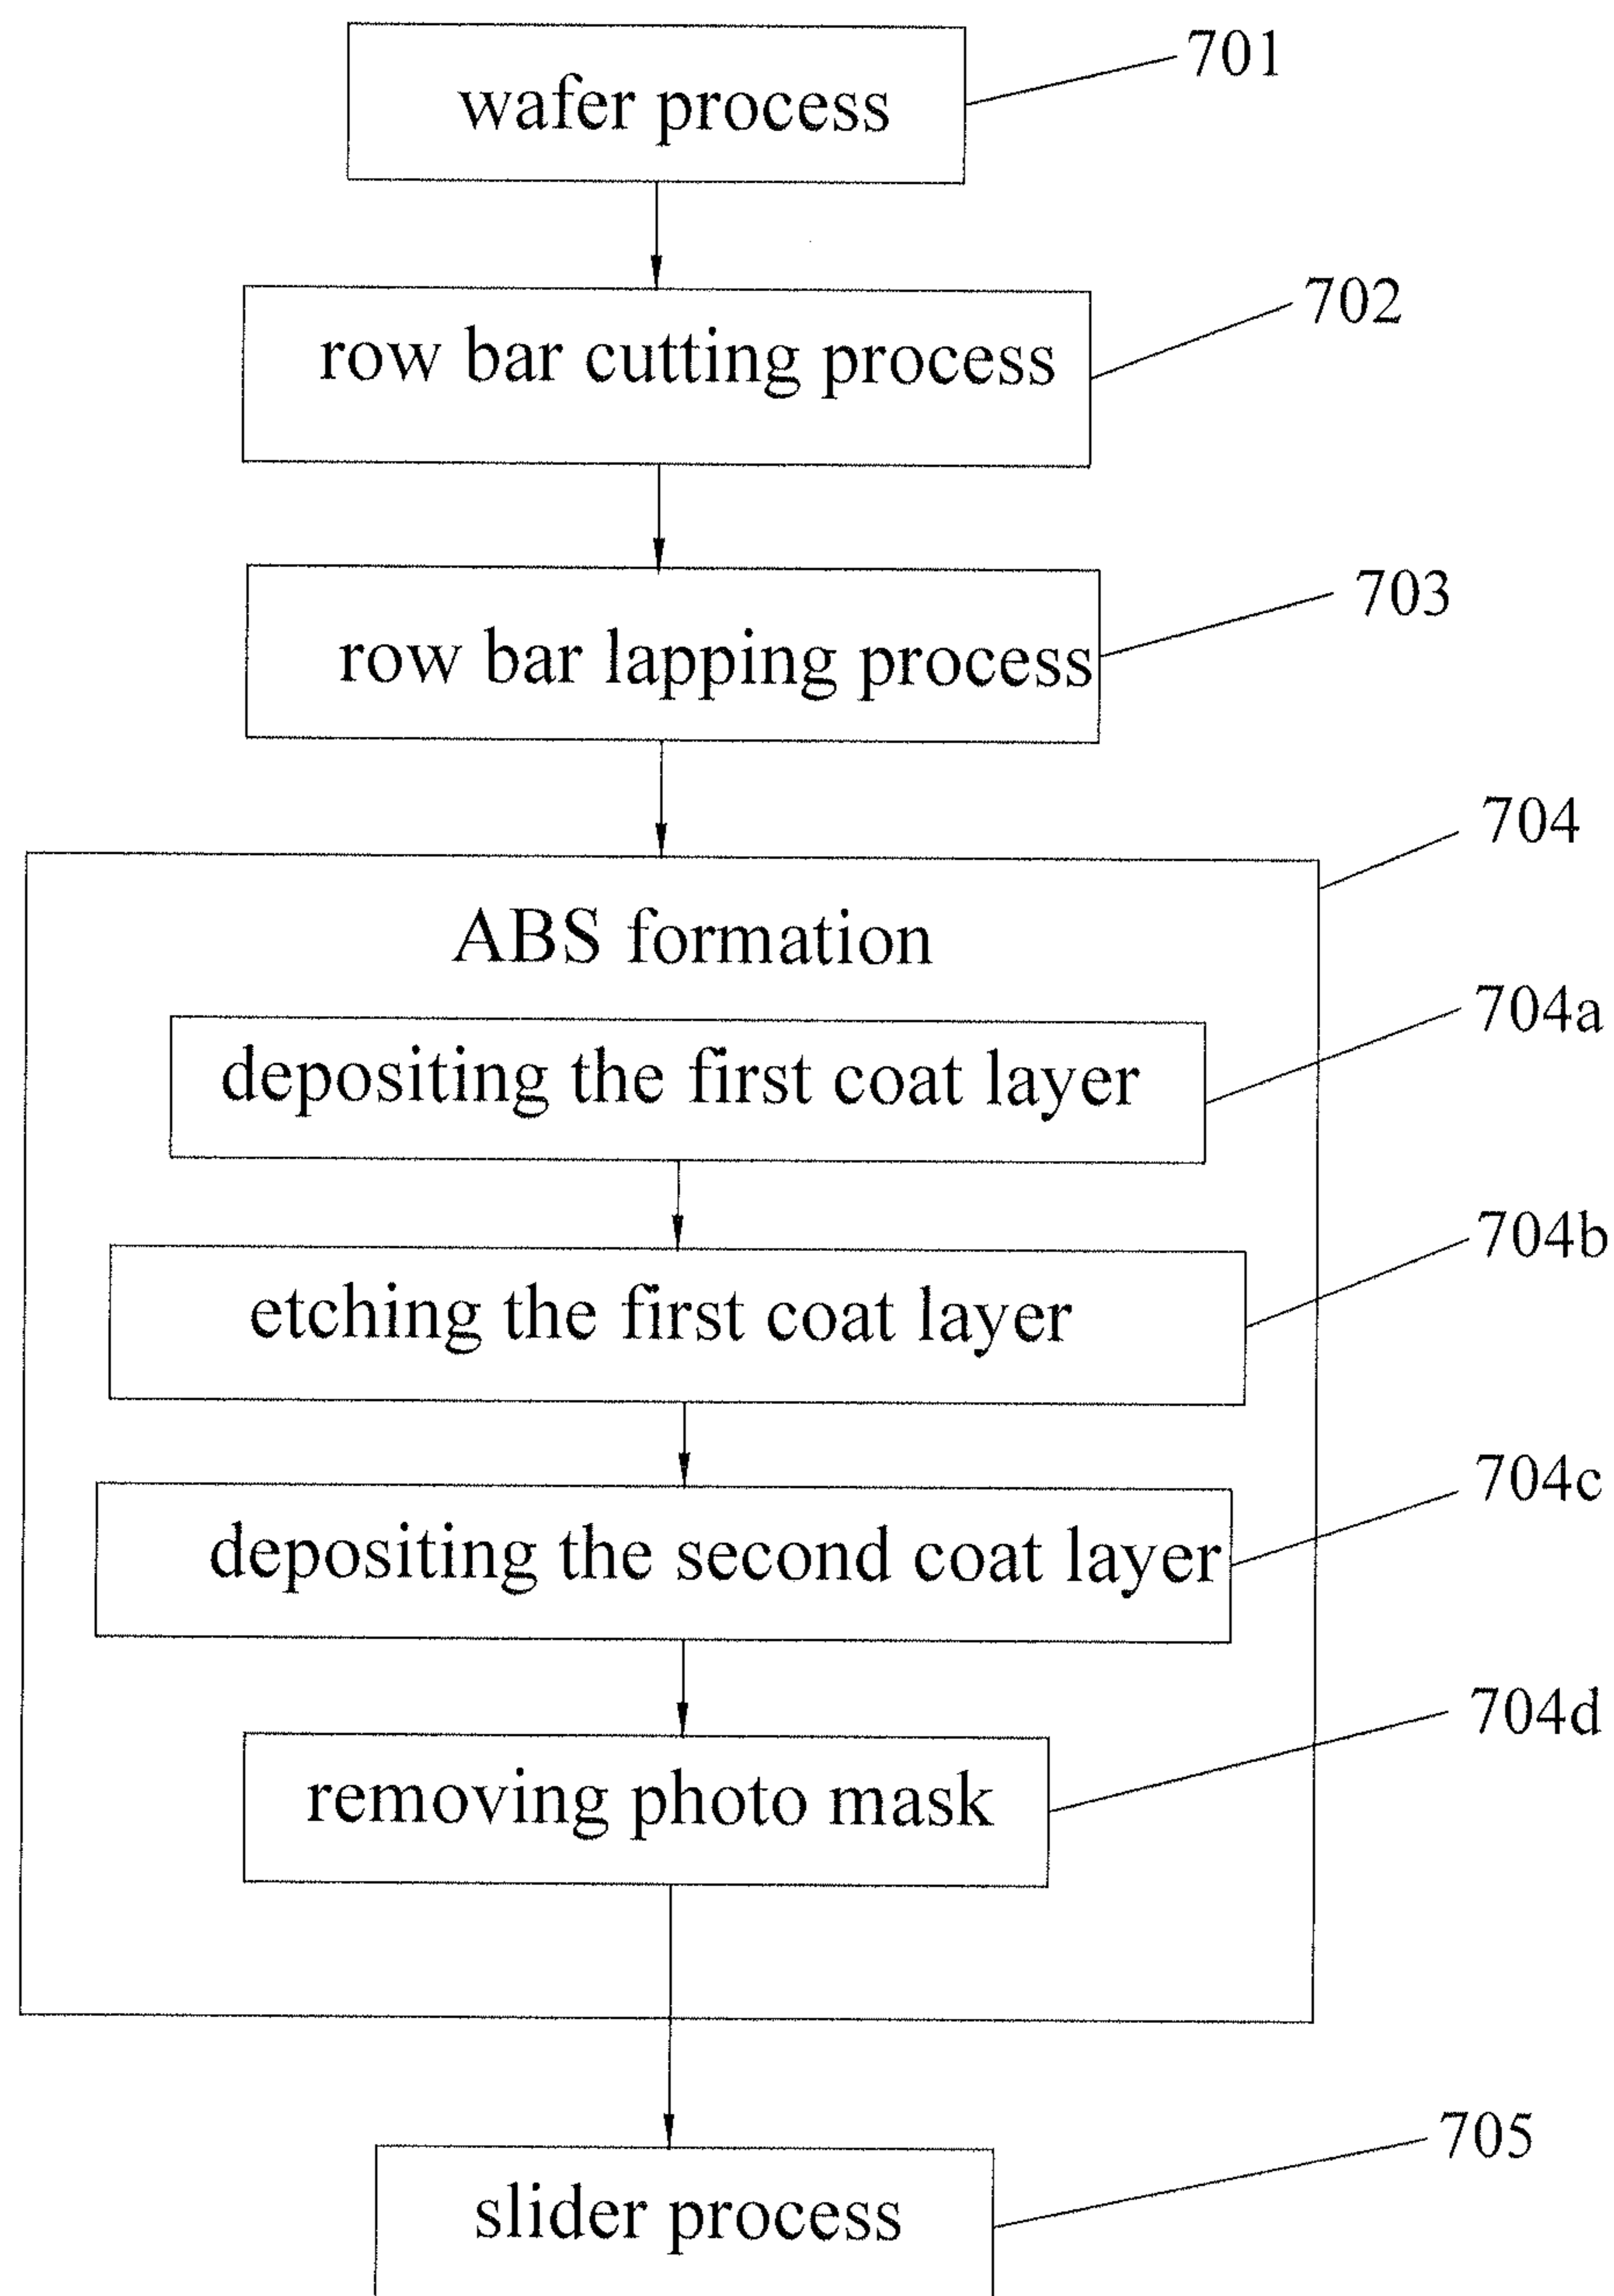 wafer process
701
row bar cutting process
702
row bar lapping process
703
704
ABS formation
704a
depositing the first coat layer
704b
etching the first coat layer
704c
depositing the second coat layer
704d
removing photo mask
705
slider process